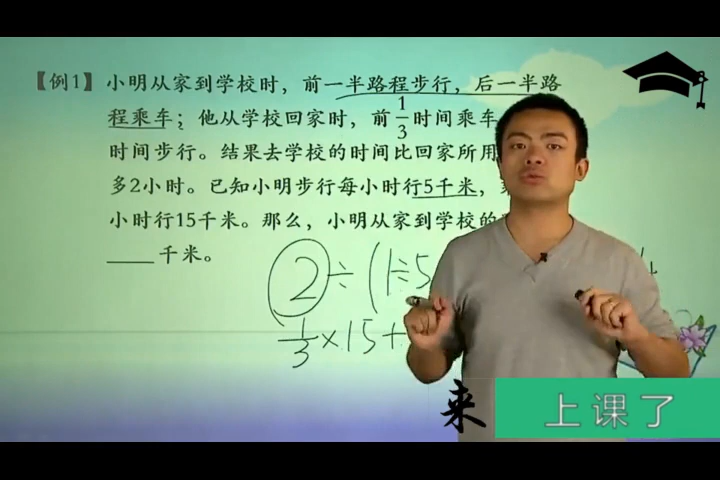 【例1】小明从家到学校时，前一半路程步行，后一半路
程乘车；他从学校回家时，前1/3时间乘车
时间步行。结果去学校的时间比回家所用
多2小时。已知小明步行每小时行5千米，
小时行15千米。那么，小明从家到学校的
____千米。
2÷(1÷5
1/3×15+
来 上课了